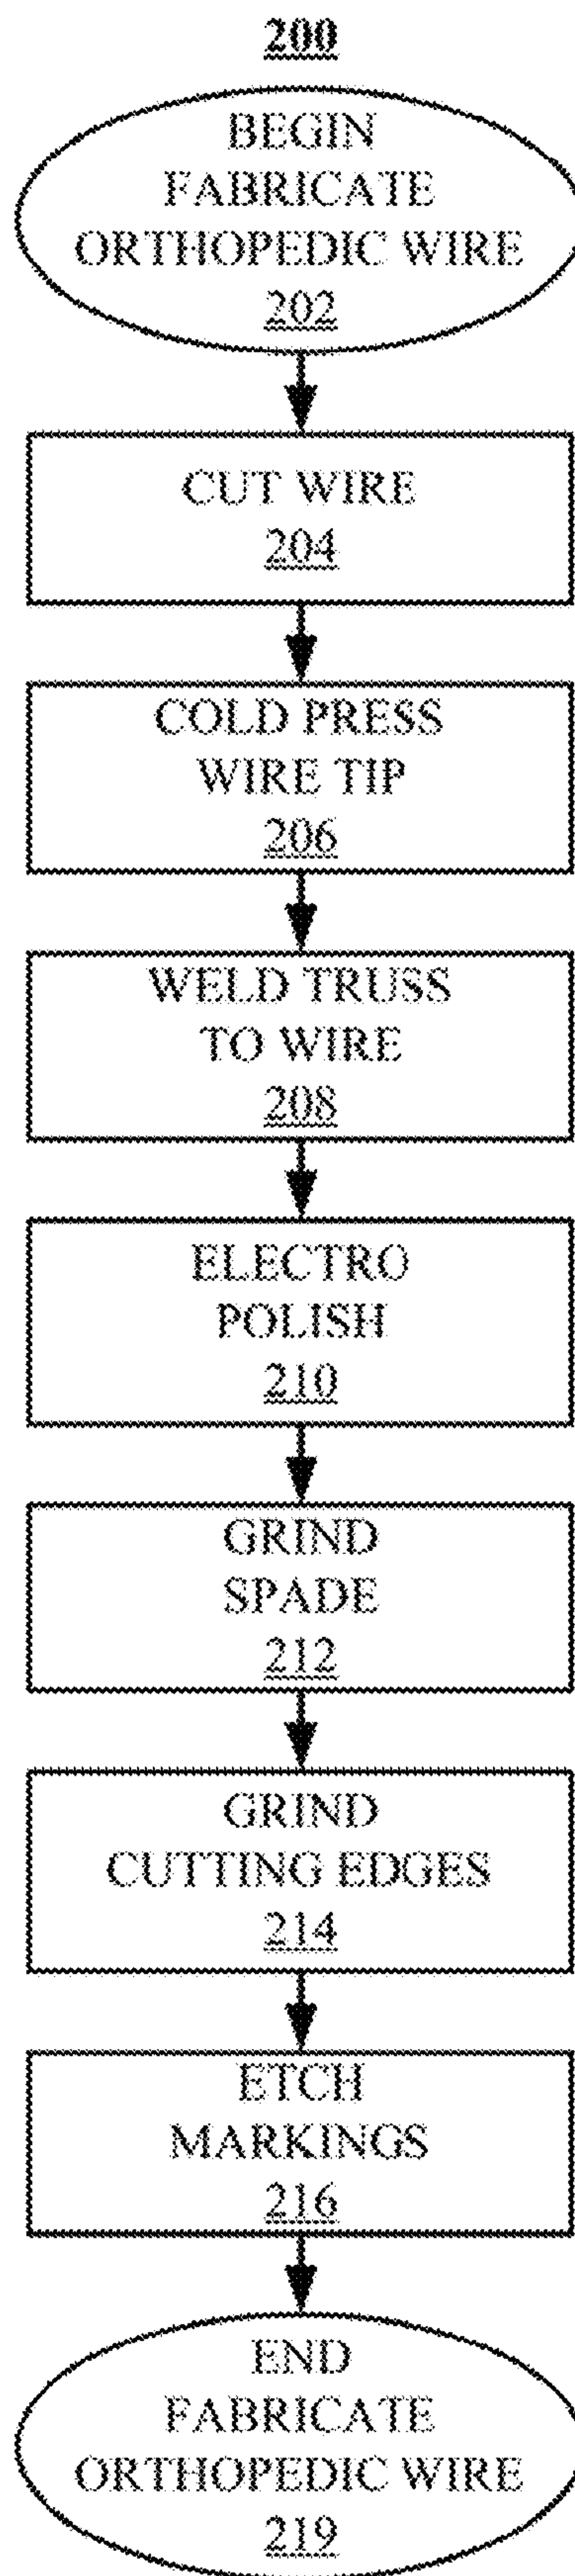 200
BEGIN
FABRICATE
ORTHOPEDIC WIRE
202
CUT WIRE
204
COLD PRESS
WIRE TIP
206
WELD TRUSS
TO WIRE
208
ELECTRO
POLISH
210
GRIND
SPADE
212
GRIND
CUTTING EDGES
214
ETCH
MARKINGS
216
END
FABRICATE
ORTHOPEDIC WIRE
219